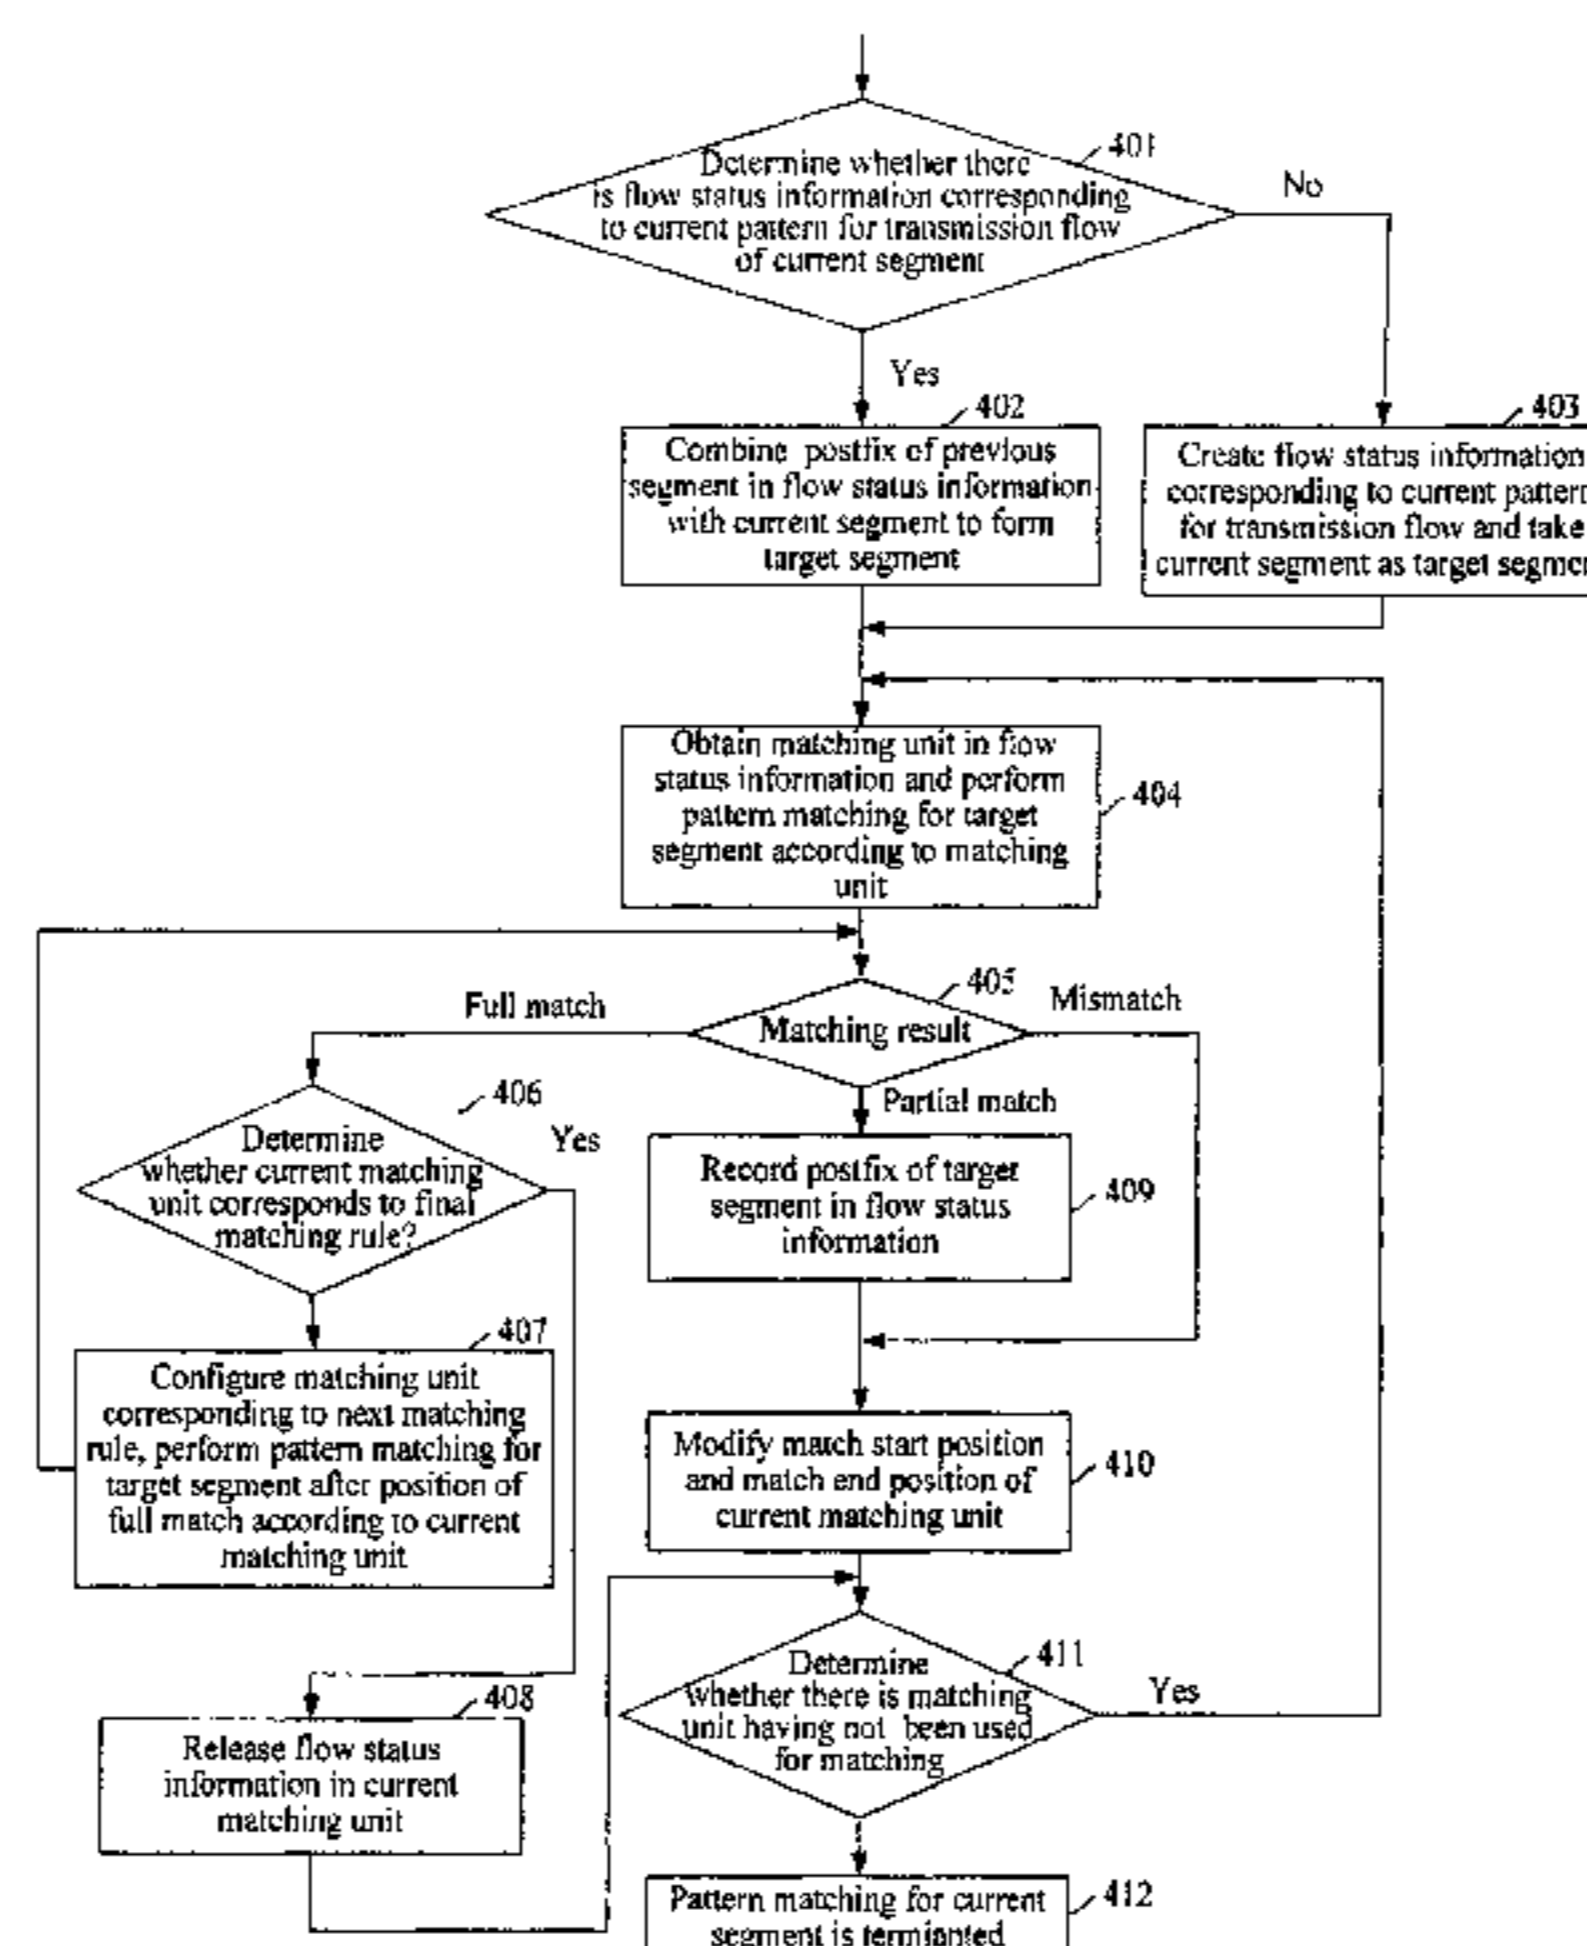 401
Determine whether there
is flow status information corresponding
to current pattern for transmission flow
of current segment
No
Yes
402
Combine postfix of previous
segment in flow status information
with current segment to form
target segment
403
Create flow status information
corresponding to current pattern
for transmission flow and take
current segment as target
Obtain matching unit in flow
status information and perform
pattern matching for target
segment according to matching
unit
404
405
Matching result
Full match
Mismatch
Partial match
406
Determine
whether current matching
unit corresponds to final
matching rule?
Yes
Record postfix of target
segment in flow status
information
409
407
Configure matching unit
corresponding to next matching
rule, perform pattern matching for
target segment after position of
full match according to current
matching unit
Modify match start position
and match end position of
current matching unit
410
411
Determine
whether there is matching
unit having not been used
for matching
Yes
408
Release flow status
information in current
matching unit
412
Pattern matching for current
segment is termianted